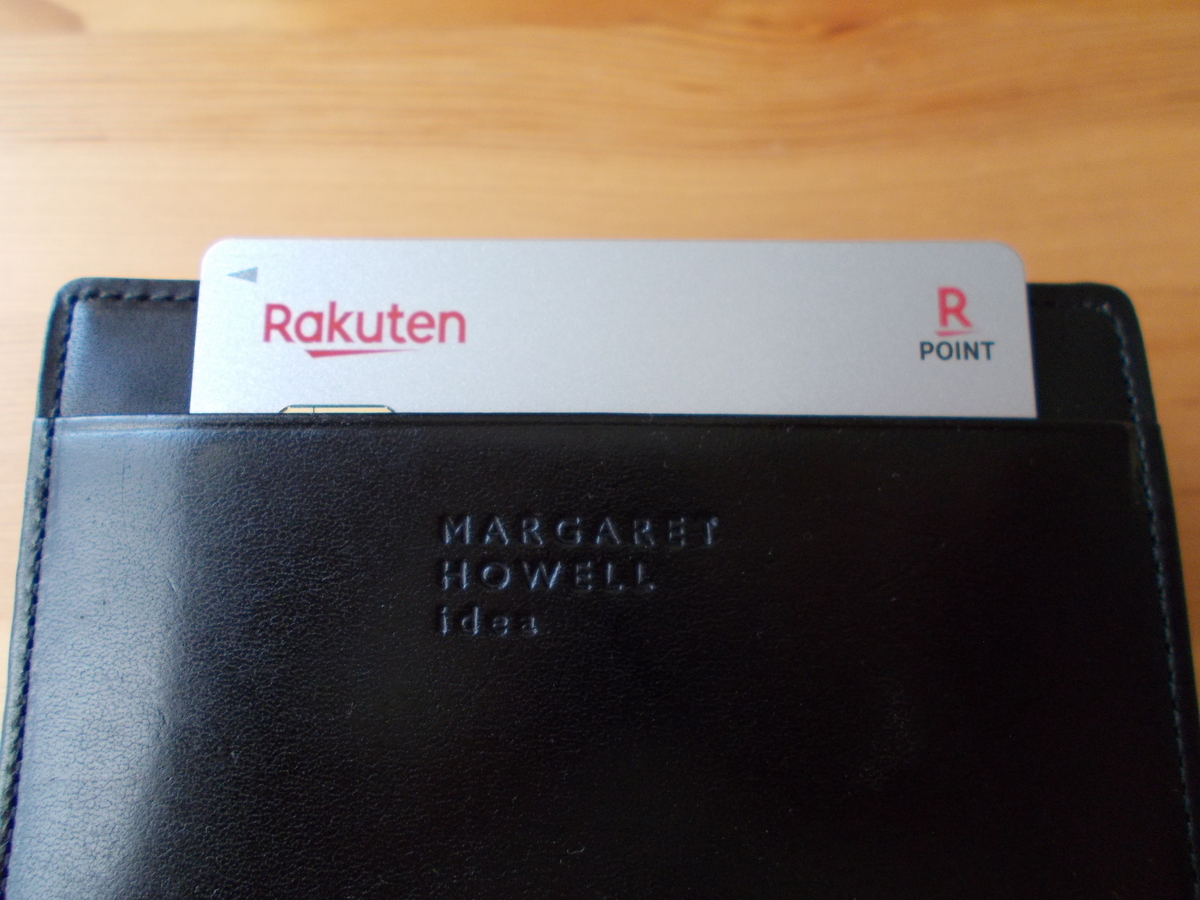 Rakuten
R
POINT
MARGARET
HOWELL
idea